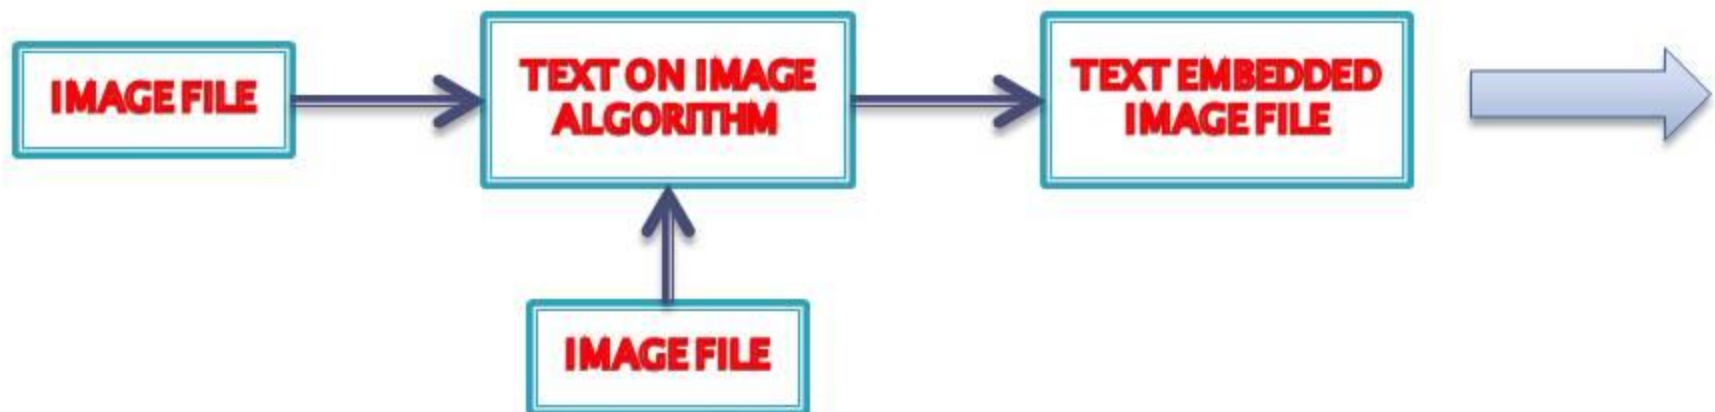 IMAGE FILE
TEXT ON IMAGE
ALGORITHM
TEXT EMBEDDED
IMAGE FILE
IMAGE FILE